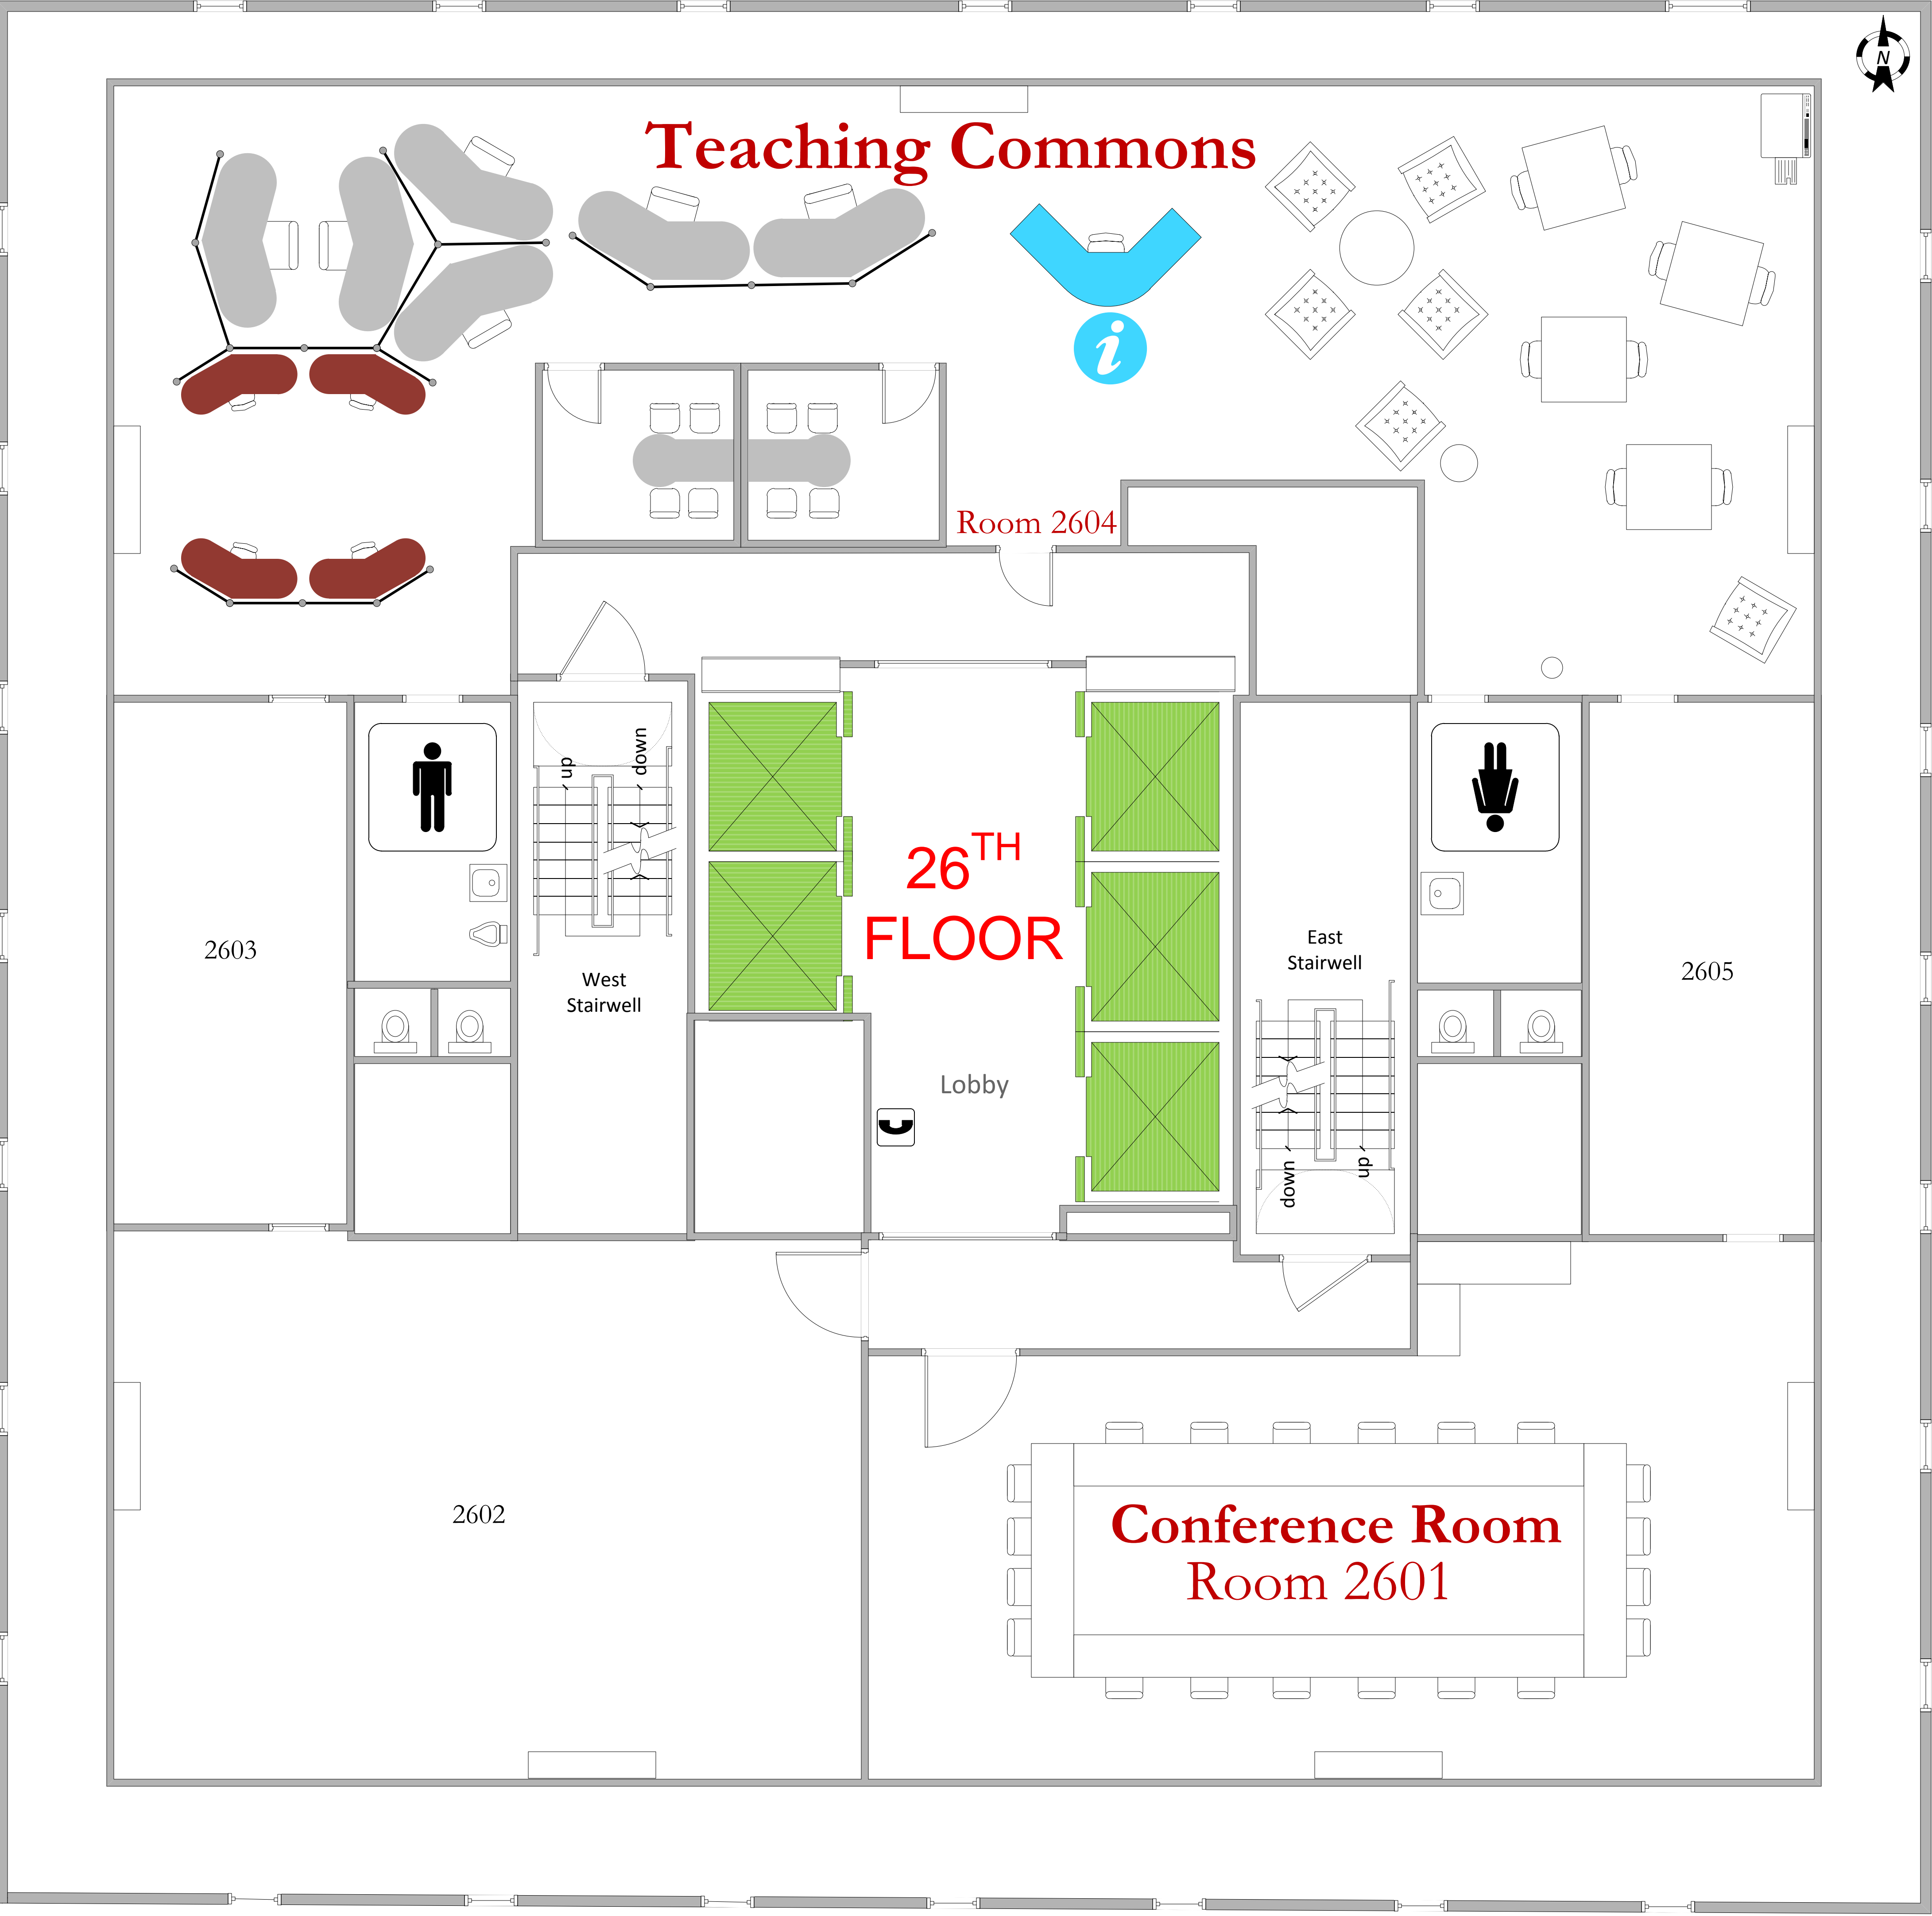 N
Teaching Commons
i
Room 2604
up
down
26TH
FLOOR
2603
West
Stairwell
East
Stairwell
2605
Lobby
down
up
2602
Conference Room
Room 2601